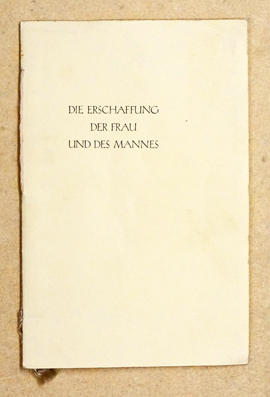 DIE ERSCHAFFUNG
DER FRAU
UND DES MANNES